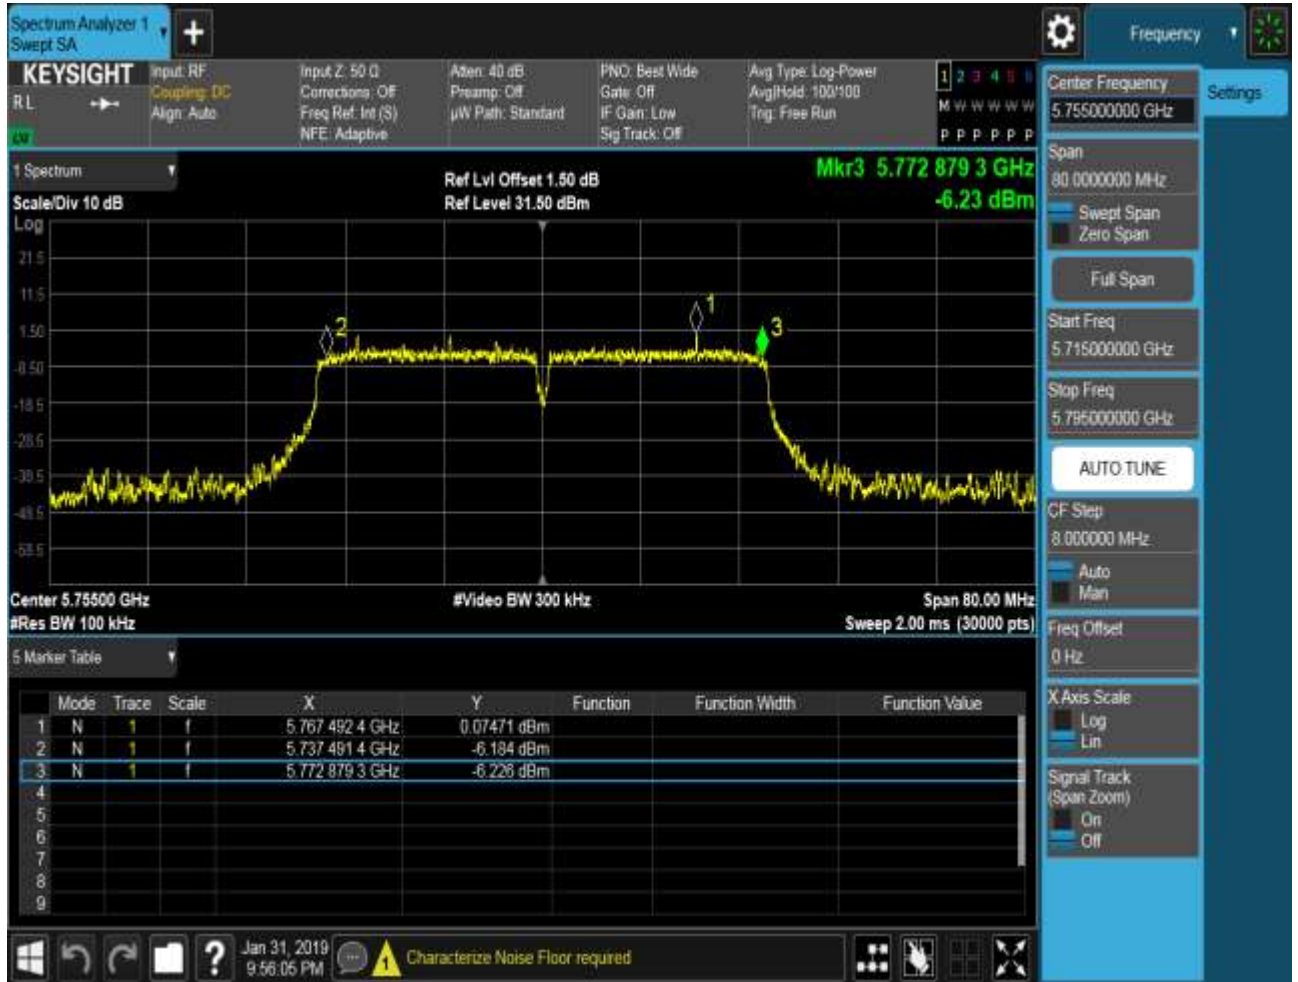 Spectrum Analyzer 1
Swept SA
+
Frequency
KEYSIGHT
RL
Input: RF
Coupling: DC
Align: Auto
Input Z: 50 Ω
Corrections: Off
Freq Ref: Int (S)
NFE: Adaptive
Atten: 40 dB
Preamp: Off
µW Path: Standard
PNO: Best Wide
Gate: Off
IF Gain: Low
Sig Track: Off
Avg Type: Log-Power
Avg|Hold: 100/100
Trig: Free Run
1 2 3 4 5 6
M W W W W W
P P P P P P
1 Spectrum
Scale/Div 10 dB
Ref Lvl Offset 1.50 dB
Ref Level 31.50 dBm
Mkr3 5.772 879 3 GHz
-6.23 dBm
Log
21.5
11.5
1.50
-8.50
-18.5
-28.5
-38.5
-48.5
-58.5
2
1
3
Center 5.75500 GHz
#Video BW 300 kHz
Span 80.00 MHz
#Res BW 100 kHz
Sweep 2.00 ms (30000 pts)
5 Marker Table
Mode Trace Scale X Y Function Function Width Function Value
1 N 1 f 5.767 492 4 GHz 0.07471 dBm
2 N 1 f 5.737 491 4 GHz -6.184 dBm
3 N 1 f 5.772 879 3 GHz -6.226 dBm
4
5
6
7
8
9
Center Frequency
5.755000000 GHz
Settings
Span
80.0000000 MHz
Swept Span
Zero Span
Full Span
Start Freq
5.715000000 GHz
Stop Freq
5.795000000 GHz
AUTO TUNE
CF Step
8.000000 MHz
Auto
Man
Freq Offset
0 Hz
X Axis Scale
Log
Lin
Signal Track
(Span Zoom)
On
Off
?
Jan 31, 2019
9:56:05 PM
1
Characterize Noise Floor required